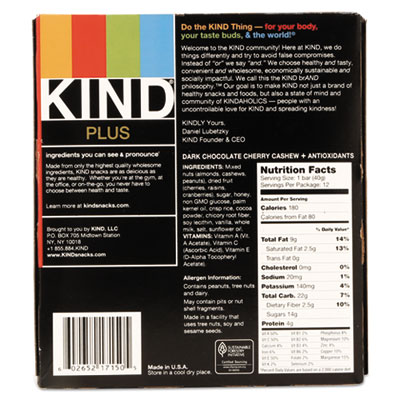 Do the KIND Thing — for your body,
your taste buds, & the world!®
Welcome to the KIND community! Here at KIND, we do
things differently and try to avoid false compromises.
Instead of "or" we say "and." We choose healthy and tasty,
convenient and wholesome, economically sustainable and
socially impactful. We call this the KIND brAND
philosophy.™ Our goal is to make KIND not just a brand of
healthy snacks and foods, but also a state of mind and
community of KINDAHOLICS — people with an
uncontrollable love for KIND and spreading kindness!
KINDLY Yours,
Daniel Lubetzky
KIND Founder & CEO
KIND®
PLUS
ingredients you can see & pronounce®
Made from only the highest quality wholesome
ingredients, KIND snacks are as delicious as
they are healthy. Whether you're at the gym, at
the office, or on-the-go, you never have to
choose between health and taste.
Learn more at kindsnacks.com
Brought to you by KIND, LLC
P.O. BOX 705 Midtown Station
NY, NY 10018
+1 855.884.KIND
www.KINDsnacks.com
DARK CHOCOLATE CHERRY CASHEW + ANTIOXIDANTS
INGREDIENTS: Mixed
nuts (almonds, cashews,
peanuts), dried fruit
(cherries, raisins,
cranberries), sugar, honey,
non GMO glucose,
palm kernel oil, crisp rice, cocoa
powder, chicory root fiber,
soy lecithin, vanilla, whole
milk, salt, sunflower oil.
VITAMINS: Vitamin A (Vit.
A Acetate), Vitamin C
(Ascorbic Acid), Vitamin E
(D-Alpha Tocopheryl
Acetate).
Allergen Information:
Contains peanuts, tree nuts
and dairy.
May contain pits or nut
shell fragments.
Made in a facility that
uses tree nuts, soy and
sesame seeds.
Nutrition Facts
Serving Size: 1 bar (40g)
Servings Per Package: 12
Amount Per Serving
Calories 180
Calories from Fat 80
% Daily Value*
Total Fat 9g 14%
Saturated Fat 2.5g 13%
Trans Fat 0g
Cholesterol 0mg 0%
Sodium 20mg 1%
Potassium 140mg 4%
Total Carb. 22g 7%
Dietary Fiber 2.5g 10%
Sugars 14g
Protein 4g
6 02652 17150 5
Made in U.S.A.
Store in a cool dry place.
SUSTAINABLE
FORESTRY
INITIATIVE
Certified Sourcing